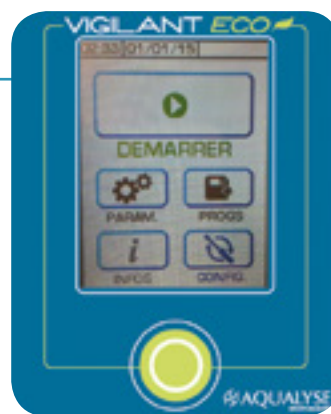 VIGILANT ECO
01/01/15
DEMARRER
PARAM. PROGS
INFOS CONFIG.
AQUALYSE